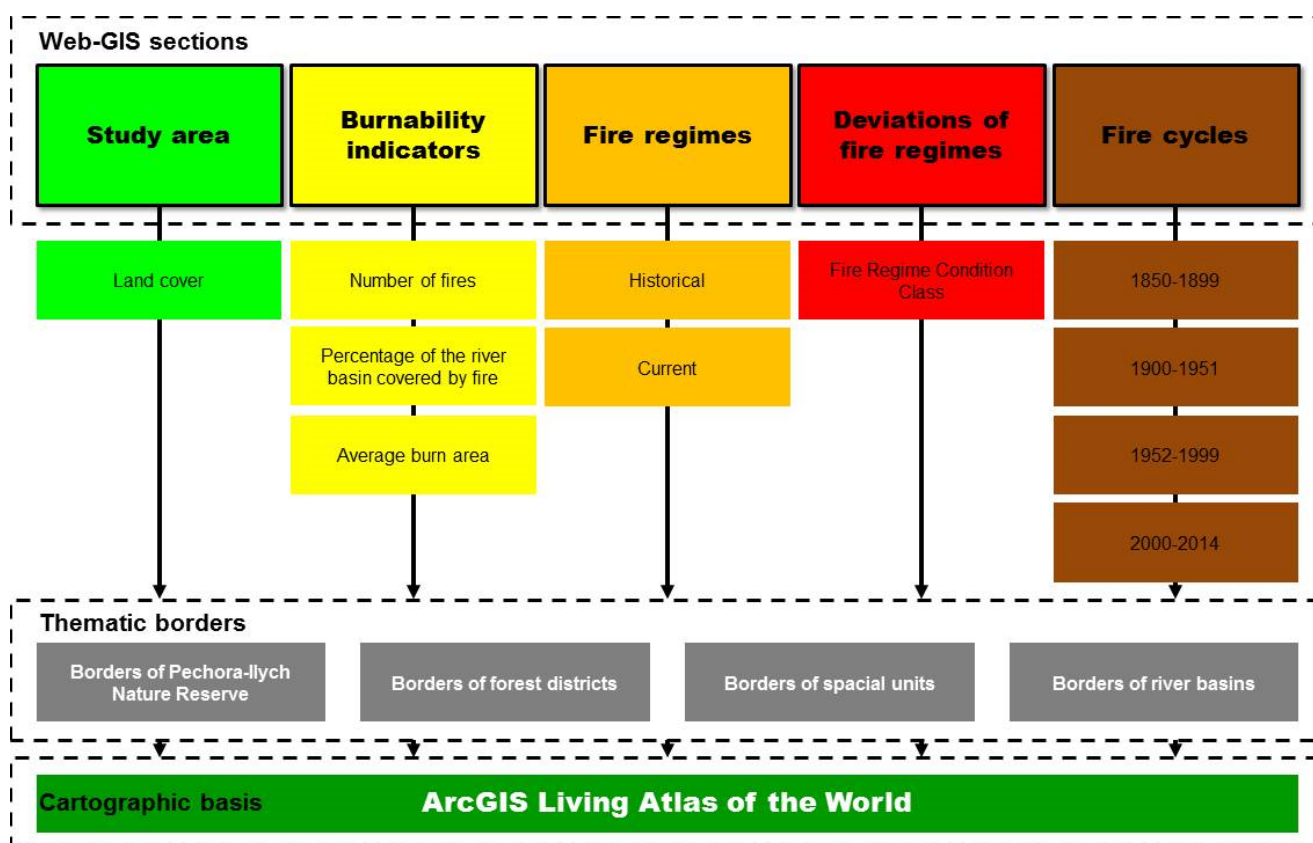 Web-GIS sections
Study area
Burnability
indicators
Fire regimes
Deviations of
fire regimes
Fire cycles
Land cover
Number of fires
Historical
Fire Regime Condition
Class
1850-1899
Percentage of the river
basin covered by fire
Current
1900-1951
Average burn area
1952-1999
2000-2014
Thematic borders
Borders of Pechora-Ilych
Nature Reserve
Borders of forest districts
Borders of spacial units
Borders of river basins
Cartographic basis
ArcGIS Living Atlas of the World